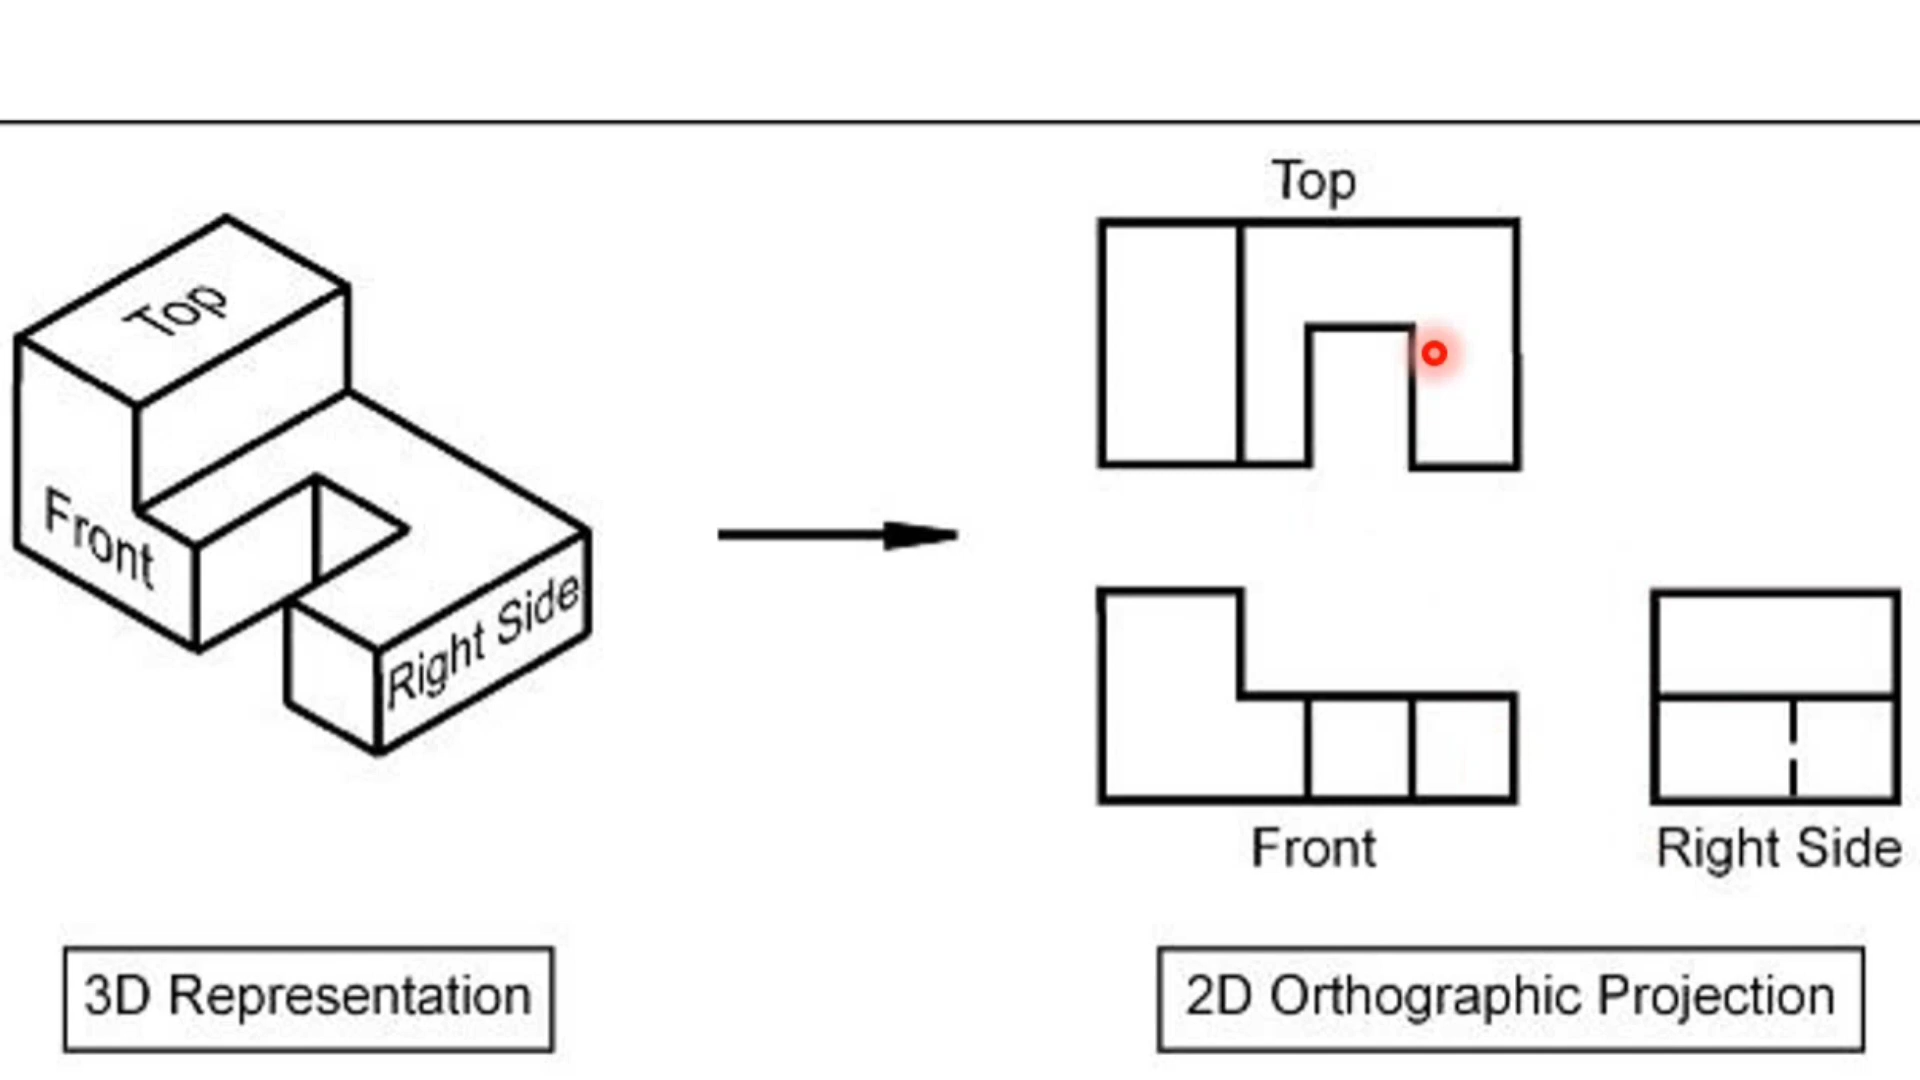 Top
Top
Front
Right Side
Front
Right Side
3D Representation
2D Orthographic Projection